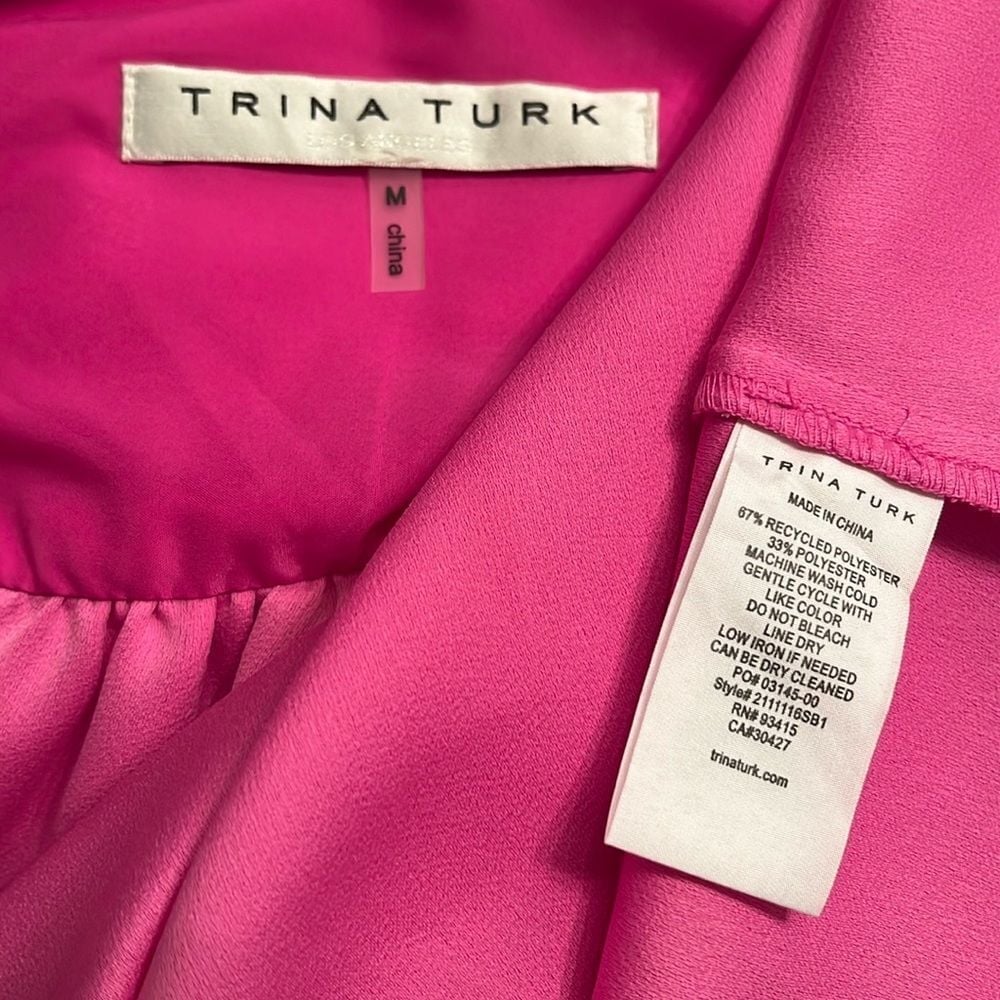 TRINA TURK
M
china
TRINA TURK
MADE IN CHINA
67% RECYCLED POLYESTER
33% POLYESTER
MACHINE WASH COLD
GENTLE CYCLE WITH
LIKE COLOR
DO NOT BLEACH
LINE DRY
LOW IRON IF NEEDED
CAN BE DRY CLEANED
PO# 03145-00
Style# 2111116SB1
RN# 93415
CA#30427
trinaturk.com